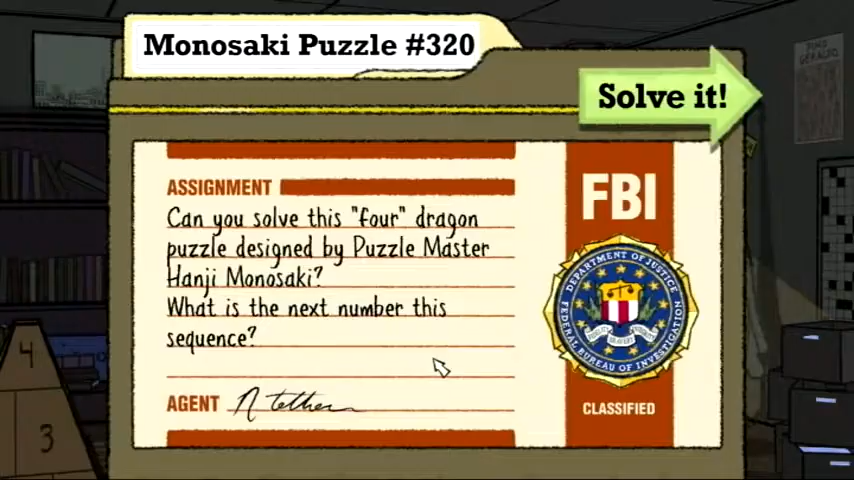 Monosaki Puzzle #320
Solve it!
ASSIGNMENT
Can you solve this "four" dragon
puzzle designed by Puzzle Master
Hanji Monosaki?
What is the next number this
sequence?
AGENT N tethers
FBI
DEPARTMENT OF JUSTICE
FEDERAL BUREAU OF INVESTIGATION
CLASSIFIED
4
3